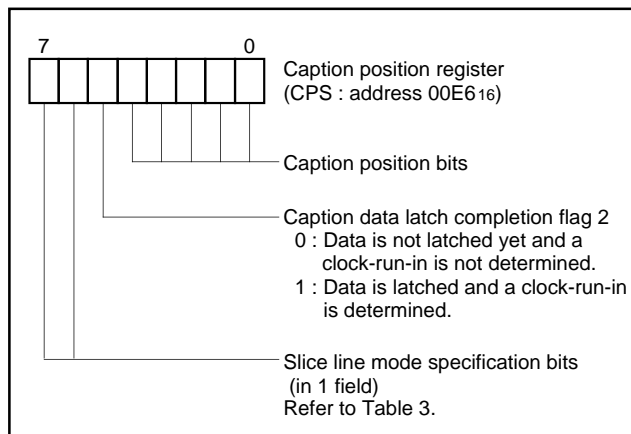 7 0
Caption position register
(CPS : address 00E616)
Caption position bits
Caption data latch completion flag 2
0 : Data is not latched yet and a
clock-run-in is not determined.
1 : Data is latched and a clock-run-in
is determined.
Slice line mode specification bits
(in 1 field)
Refer to Table 3.